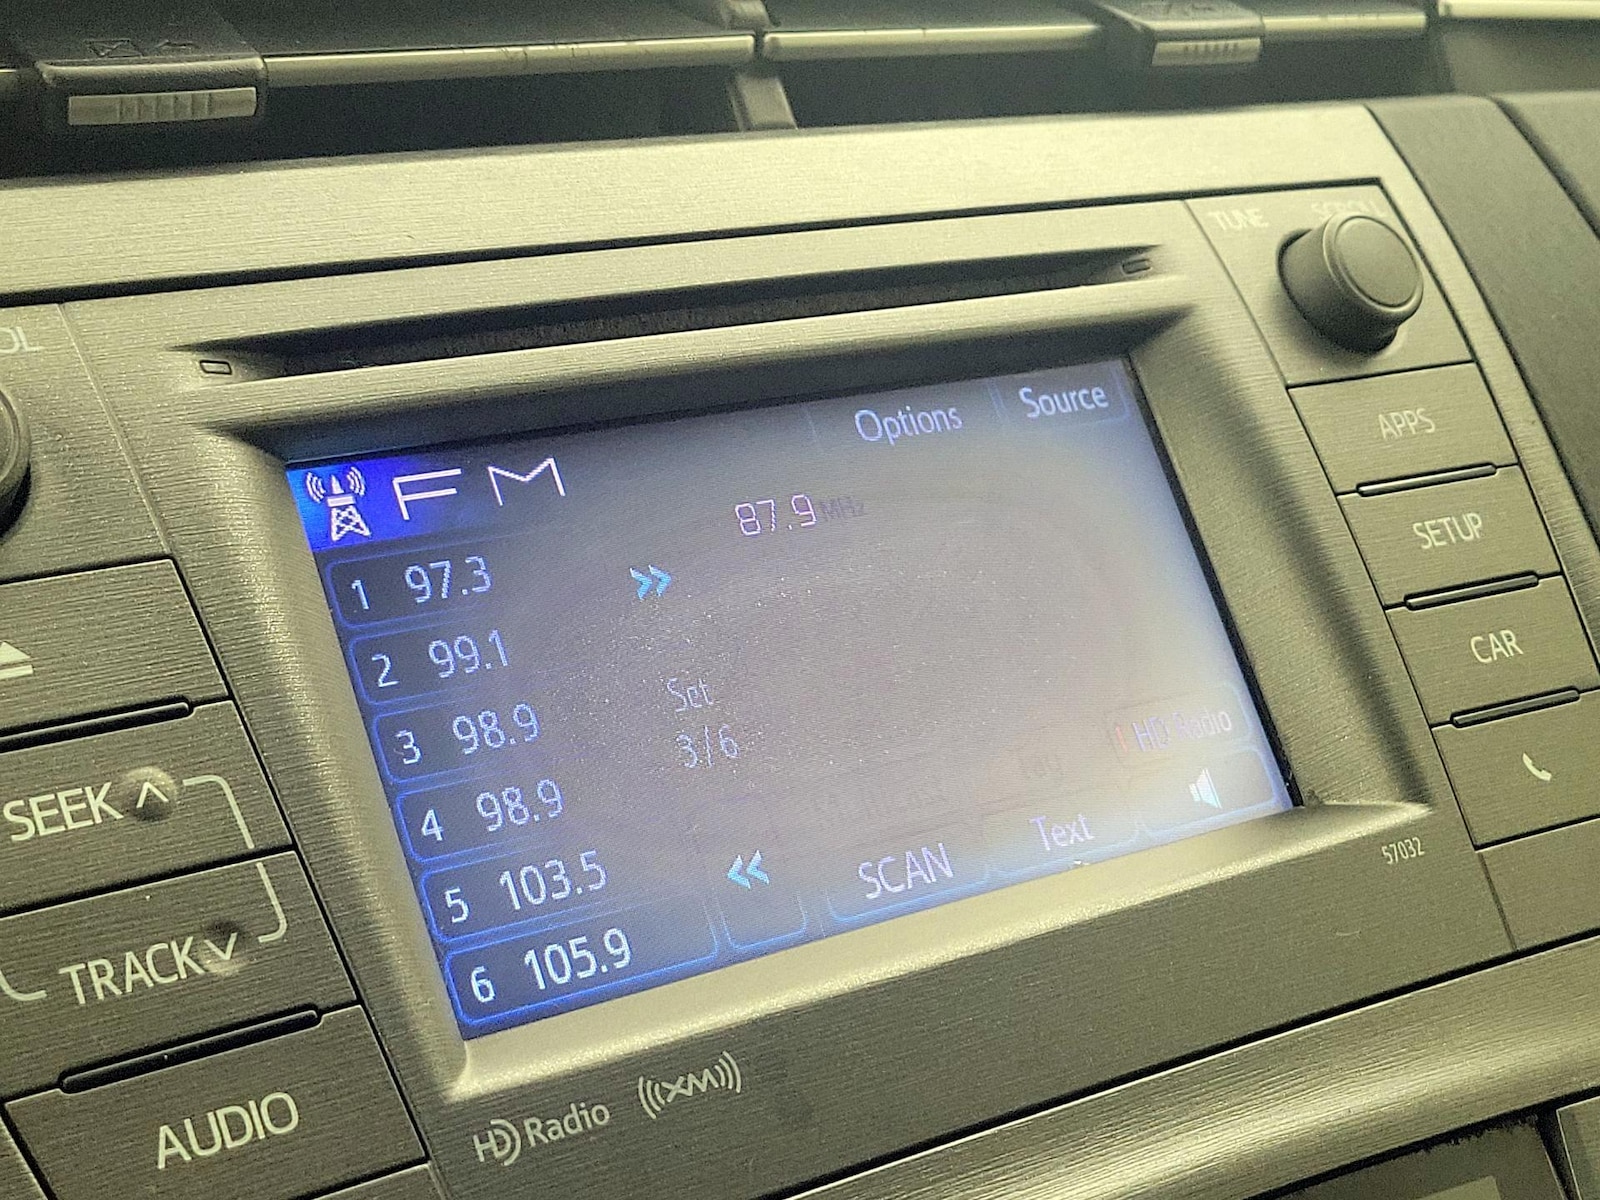 TUNE SCROLL
OL
Options Source
FM
87.9 MHz
1 97.3
2 99.1
3 98.9
4 98.9
5 103.5
6 105.9
Set
3/6
HD Radio
SCAN
Text
APPS
SETUP
CAR
57032
SEEK
TRACK
AUDIO
HD Radio
((XM))